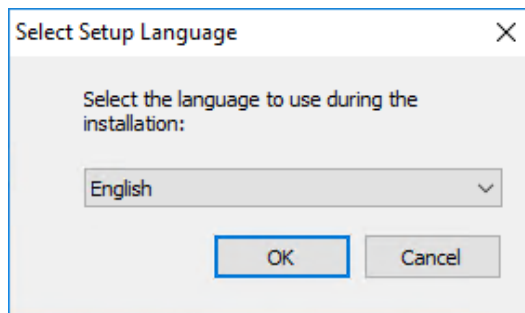 Select Setup Language
Select the language to use during the
installation:
English
OK
Cancel